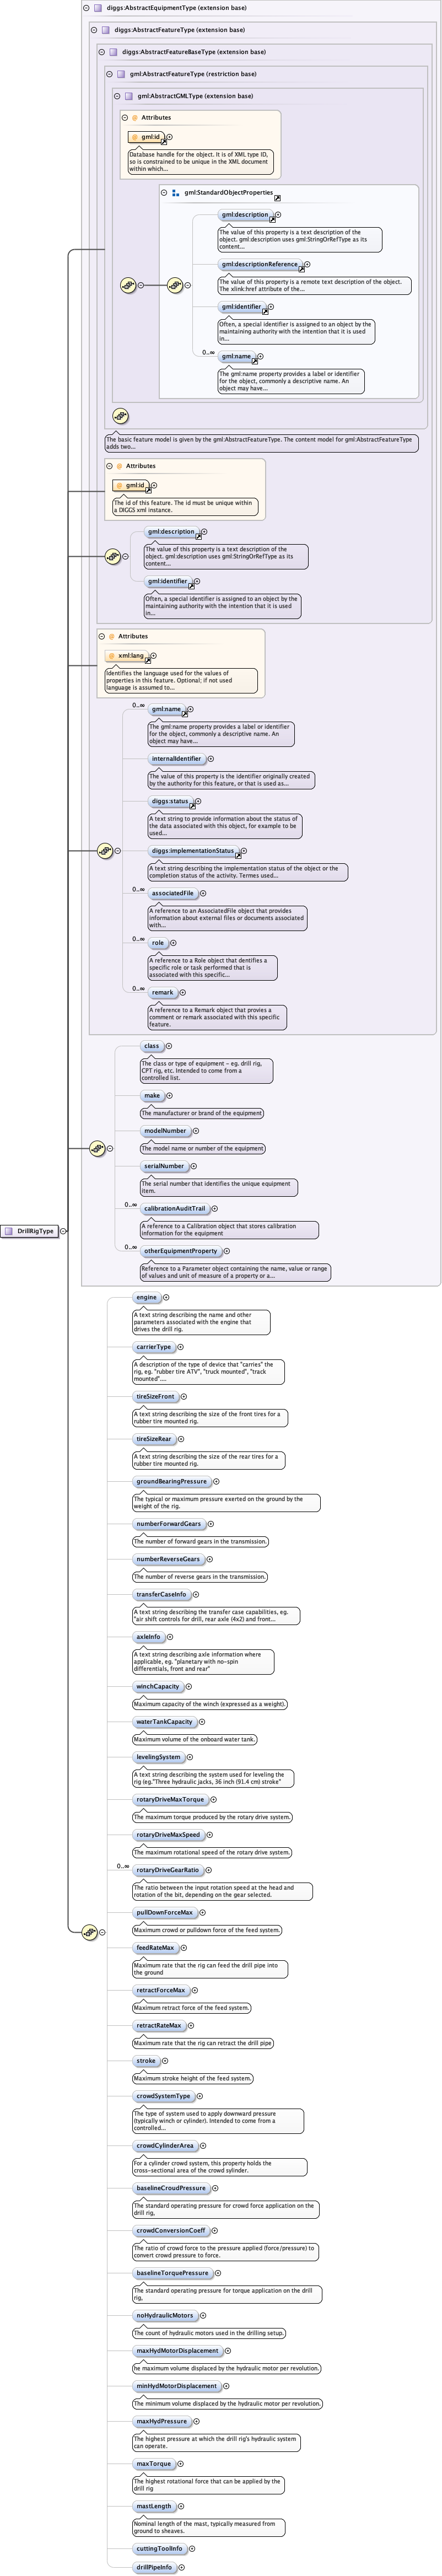 diggs:AbstractEquipmentType (extension base)
diggs:AbstractFeatureType (extension base)
diggs:AbstractFeatureBaseType (extension base)
gml:AbstractFeatureType (restriction base)
gml:AbstractGMLType (extension base)
Attributes
gml:id
Database handle for the object. It is of XML type ID,
so is constrained to be unique in the XML document
within which...
gml:StandardObjectProperties
gml:description
The value of this property is a text description of the
object. gml:description uses gml:StringOrRefType as its
content...
gml:descriptionReference
The value of this property is a remote text description of the object.
The xlink:href attribute of the...
gml:identifier
Often, a special identifier is assigned to an object by the
maintaining authority with the intention that it is used
in...
0..∞
gml:name
The gml:name property provides a label or identifier
for the object, commonly a descriptive name. An
object may have...
The basic feature model is given by the gml:AbstractFeatureType. The content model for gml:AbstractFeatureType
adds two...
Attributes
gml:id
The id of this feature. The id must be unique within
a DIGGS xml instance.
gml:description
The value of this property is a text description of the
object. gml:description uses gml:StringOrRefType as its
content...
gml:identifier
Often, a special identifier is assigned to an object by the
maintaining authority with the intention that it is used
in...
Attributes
xml:lang
Identifies the language used for the values of
properties in this feature. Optional; if not used
language is assumed to...
0..∞
gml:name
The gml:name property provides a label or identifier
for the object, commonly a descriptive name. An
object may have...
internalIdentifier
The value of this property is the identifier originally created
by the authority for this feature, or that is used as...
diggs:status
A text string to provide information about the status of
the data associated with this object, for example to be
used...
diggs:implementationStatus
A text string describing the implementation status of the object or the
completion status of the activity. Termes used...
0..∞
associatedFile
A reference to an AssociatedFile object that provides
information about external files or documents associated
with...
0..∞
role
A reference to a Role object that dentifies a
specific role or task performed that is
associated with this specific...
0..∞
remark
A reference to a Remark object that provies a
comment or remark associated with this specific
feature.
class
The class or type of equipment – eg. drill rig,
CPT rig, etc. Intended to come from a
controlled list.
make
The manufacturer or brand of the equipment
modelNumber
The model name or number of the equipment
serialNumber
The serial number that identifies the unique equipment
item.
0..∞
calibrationAuditTrail
A reference to a Calibration object that stores calibration
information for the equipment
0..∞
otherEquipmentProperty
Reference to a Parameter object containing the name, value or range
of values and unit of measure of a property or a...
DrillRigType
engine
A text string describing the name and other
parameters associated with the engine that
drives the drill rig.
carrierType
A description of the type of device that "carries" the
rig, eg. "rubber tire ATV", "truck mounted", "track
mounted"....
tireSizeFront
A text string describing the size of the front tires for a
rubber tire mounted rig.
tireSizeRear
A text string describing the size of the rear tires for a
rubber tire mounted rig.
groundBearingPressure
The typical or maximum pressure exerted on the ground by the
weight of the rig.
numberForwardGears
The number of forward gears in the transmission.
numberReverseGears
The number of reverse gears in the transmission.
transferCaseInfo
A text string describing the transfer case capabilities, eg.
"air shift controls for drill, rear axle (4x2) and front...
axleInfo
A text string describing axle information where
applicable, eg. "planetary with no-spin
differentials, front and rear"
winchCapacity
Maximum capacity of the winch (expressed as a weight).
waterTankCapacity
Maximum volume of the onboard water tank.
levelingSystem
A text string describing the system used for leveling the
rig (eg."Three hydraulic jacks, 36 inch (91.4 cm) stroke"
rotaryDriveMaxTorque
The maximum torque produced by the rotary drive system.
rotaryDriveMaxSpeed
The maximum rotational speed of the rotary drive system.
0..∞
rotaryDriveGearRatio
The ratio between the input rotation speed at the head and
rotation of the bit, depending on the gear selected.
pullDownForceMax
Maximum crowd or pulldown force of the feed system.
feedRateMax
Maximum rate that the rig can feed the drill pipe into
the ground
retractForceMax
Maximum retract force of the feed system.
retractRateMax
Maximum rate that the rig can retract the drill pipe
stroke
Maximum stroke height of the feed system.
crowdSystemType
The type of system used to apply downward pressure
(typically winch or cylinder). Intended to come from a
controlled...
crowdCylinderArea
For a cylinder crowd system, this property holds the
cross-sectional area of the crowd sylinder.
baselineCroudPressure
The standard operating pressure for crowd force application on the
drill rig,
crowdConversionCoeff
The ratio of crowd force to the pressure applied (force/pressure) to
convert crowd pressure to force.
baselineTorquePressure
The standard operating pressure for torque application on the drill
rig,
noHydraulicMotors
The count of hydraulic motors used in the drilling setup.
maxHydMotorDisplacement
he maximum volume displaced by the hydraulic motor per revolution.
minHydMotorDisplacement
The minimum volume displaced by the hydraulic motor per revolution.
maxHydPressure
The highest pressure at which the drill rig's hydraulic system
can operate.
maxTorque
The highest rotational force that can be applied by the
drill rig
mastLength
Nominal length of the mast, typically measured from
ground to sheaves.
cuttingToolInfo
drillPipeInfo